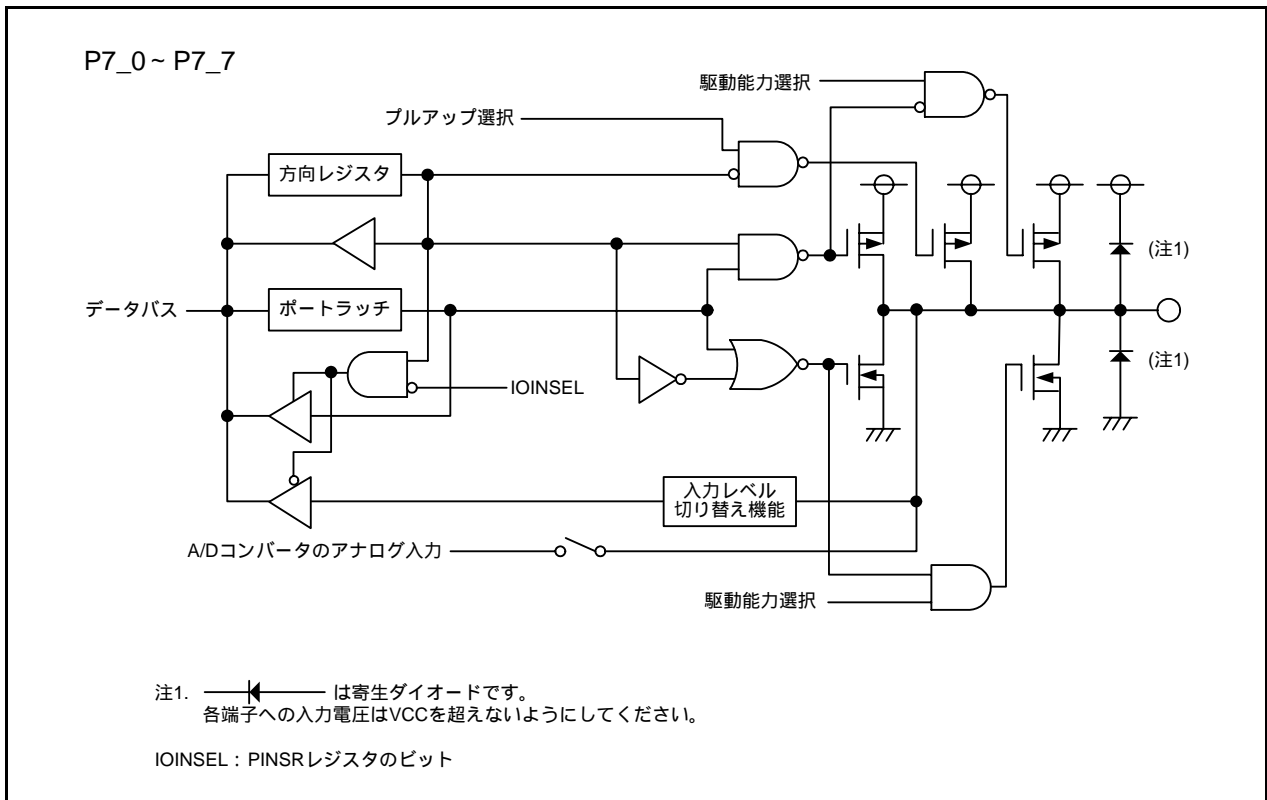 P7_0~ P7_7
駆動能力選択
プルアップ選択
方向レジスタ
(注1)
データバス
ポートラッチ
(注1)
IOINSEL
入力レベル
切り替え機能
A/Dコンバータのアナログ入力
駆動能力選択
注1. は寄生ダイオードです。
各端子への入力電圧はVCCを超えないようにしてください。
IOINSEL : PINSRレジスタのビット